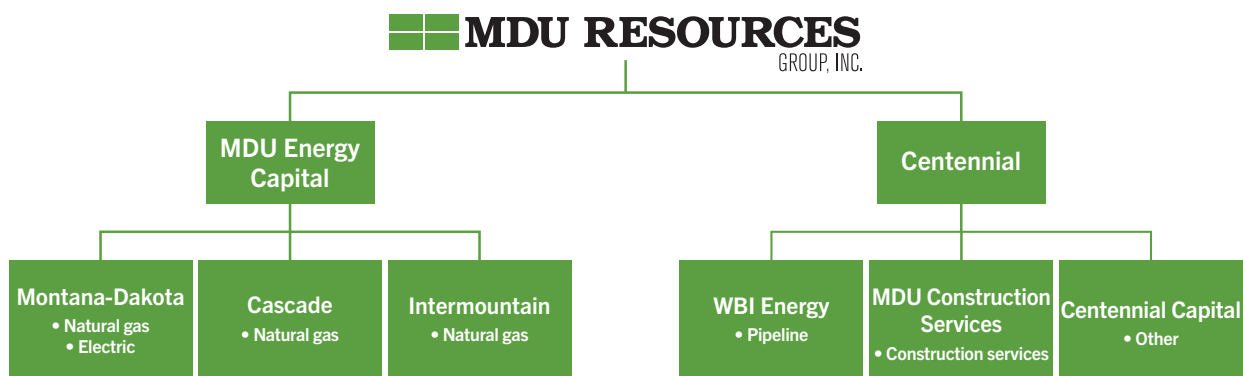 MDU RESOURCES
GROUP, INC.
MDU Energy
Capital
Centennial
Montana-Dakota
• Natural gas
• Electric
Cascade
• Natural gas
Intermountain
• Natural gas
WBI Energy
• Pipeline
MDU Construction
Services
• Construction services
Centennial Capital
• Other